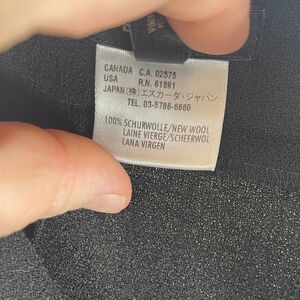 CANADA C.A. 02575
USA R.N. 61891
JAPAN(株)エスカーダ・ジャパン
TEL. 03-5786-6860
100% SCHURWOLLE/NEW WOOL
LAINE VIERGE/SCHEERWOL
LANA VIRGEN